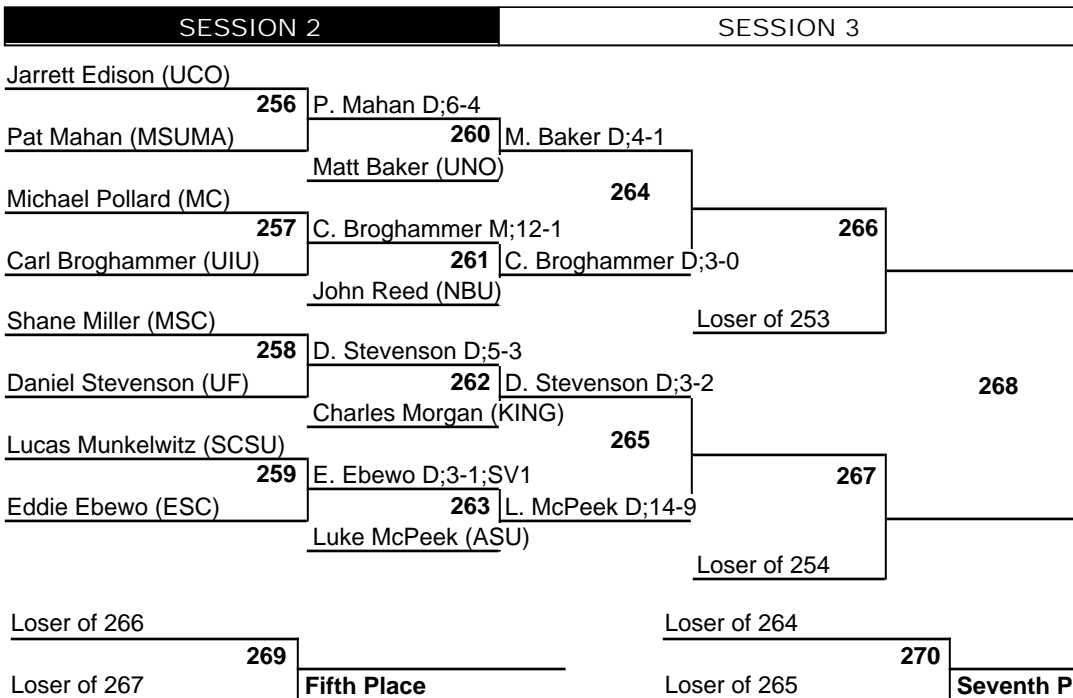 SESSION 2 SESSION 3
Jarrett Edison (UCO)
256 P. Mahan D;6-4
Pat Mahan (MSUMA) 260 M. Baker D;4-1
Matt Baker (UNO)
Michael Pollard (MC) 264
257 C. Broghammer M;12-1 266
Carl Broghammer (UIU) 261 C. Broghammer D;3-0
John Reed (NBU)
Shane Miller (MSC) Loser of 253
258 D. Stevenson D;5-3
Daniel Stevenson (UF) 262 D. Stevenson D;3-2 268
Charles Morgan (KING)
Lucas Munkelwitz (SCSU) 265
259 E. Ebewo D;3-1;SV1 267
Eddie Ebewo (ESC) 263 L. McPeek D;14-9
Luke McPeek (ASU)
Loser of 254
Loser of 266 Loser of 264
269 270
Loser of 267 Fifth Place Loser of 265 Seventh P